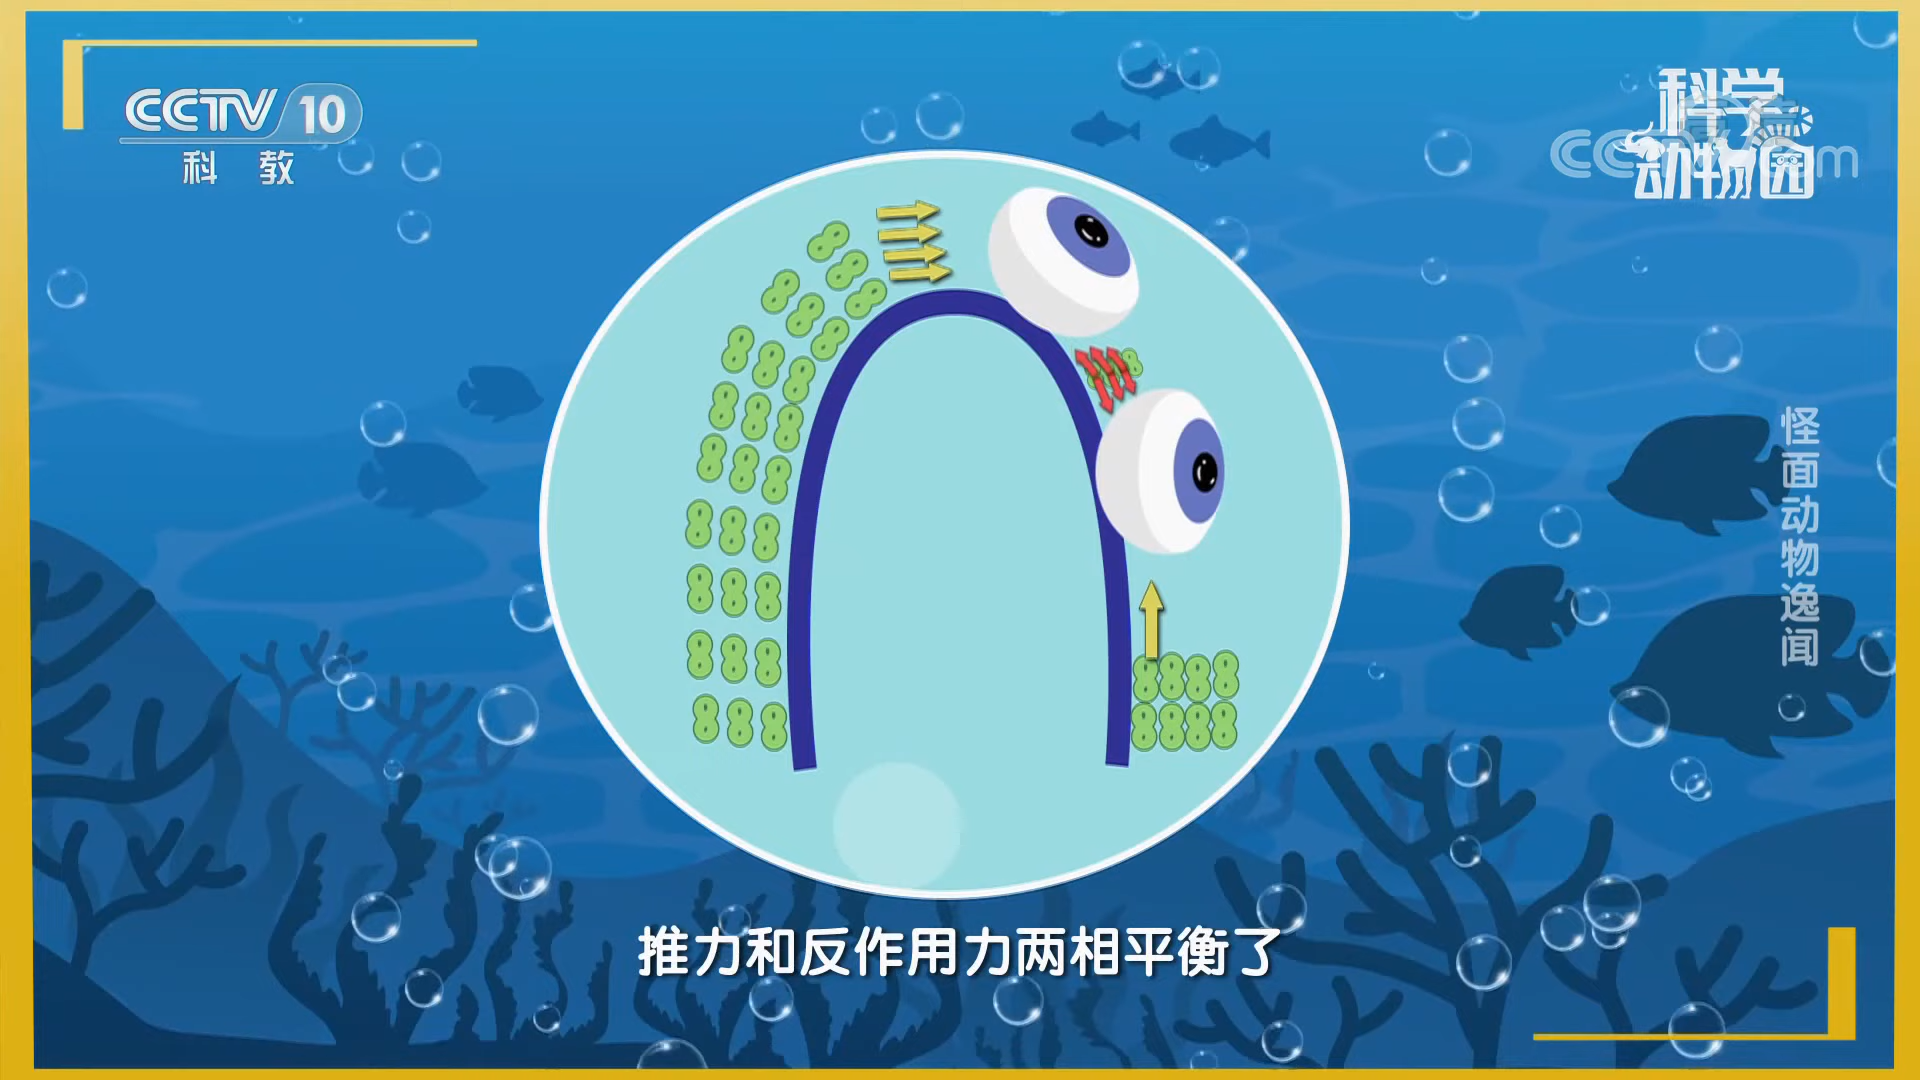 CCTV 10
科 教
科学
动物园
怪面动物逸闻
推力和反作用力两相平衡了